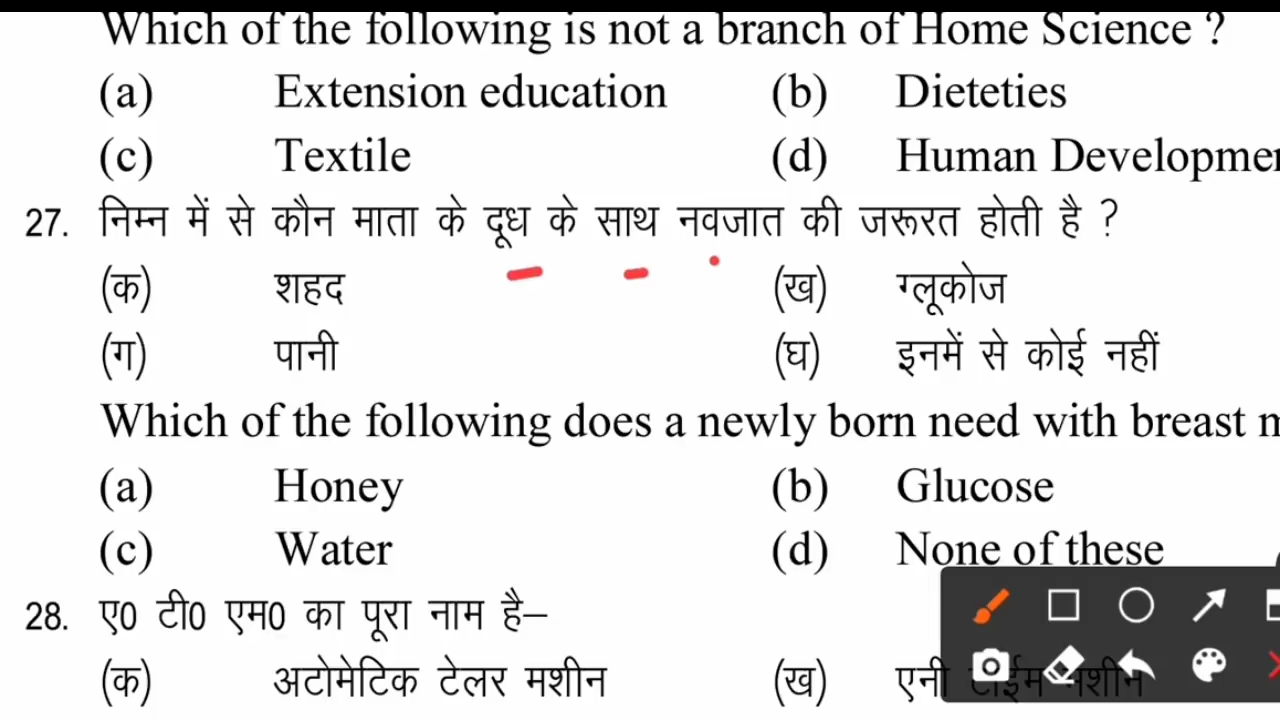 Which of the following is not a branch of Home Science ?
(a) Extension education (b) Dieteties
(c) Textile (d) Human
27. निम्न में से कौन माता के दूध के साथ नवजात की जरूरत होती है ?
(क) शहद (ख) ग्लूकोज
(ग) पानी (घ) इनमें से कोई नहीं
Which of the following does a newly born need with breast
(a) Honey (b) Glucose
(c) Water (d) None of these
28. ए0 टी0 एम0 का पूरा नाम है–
(क) अटोमेटिक टेलर मशीन (ख) एनी टाईम मशीन